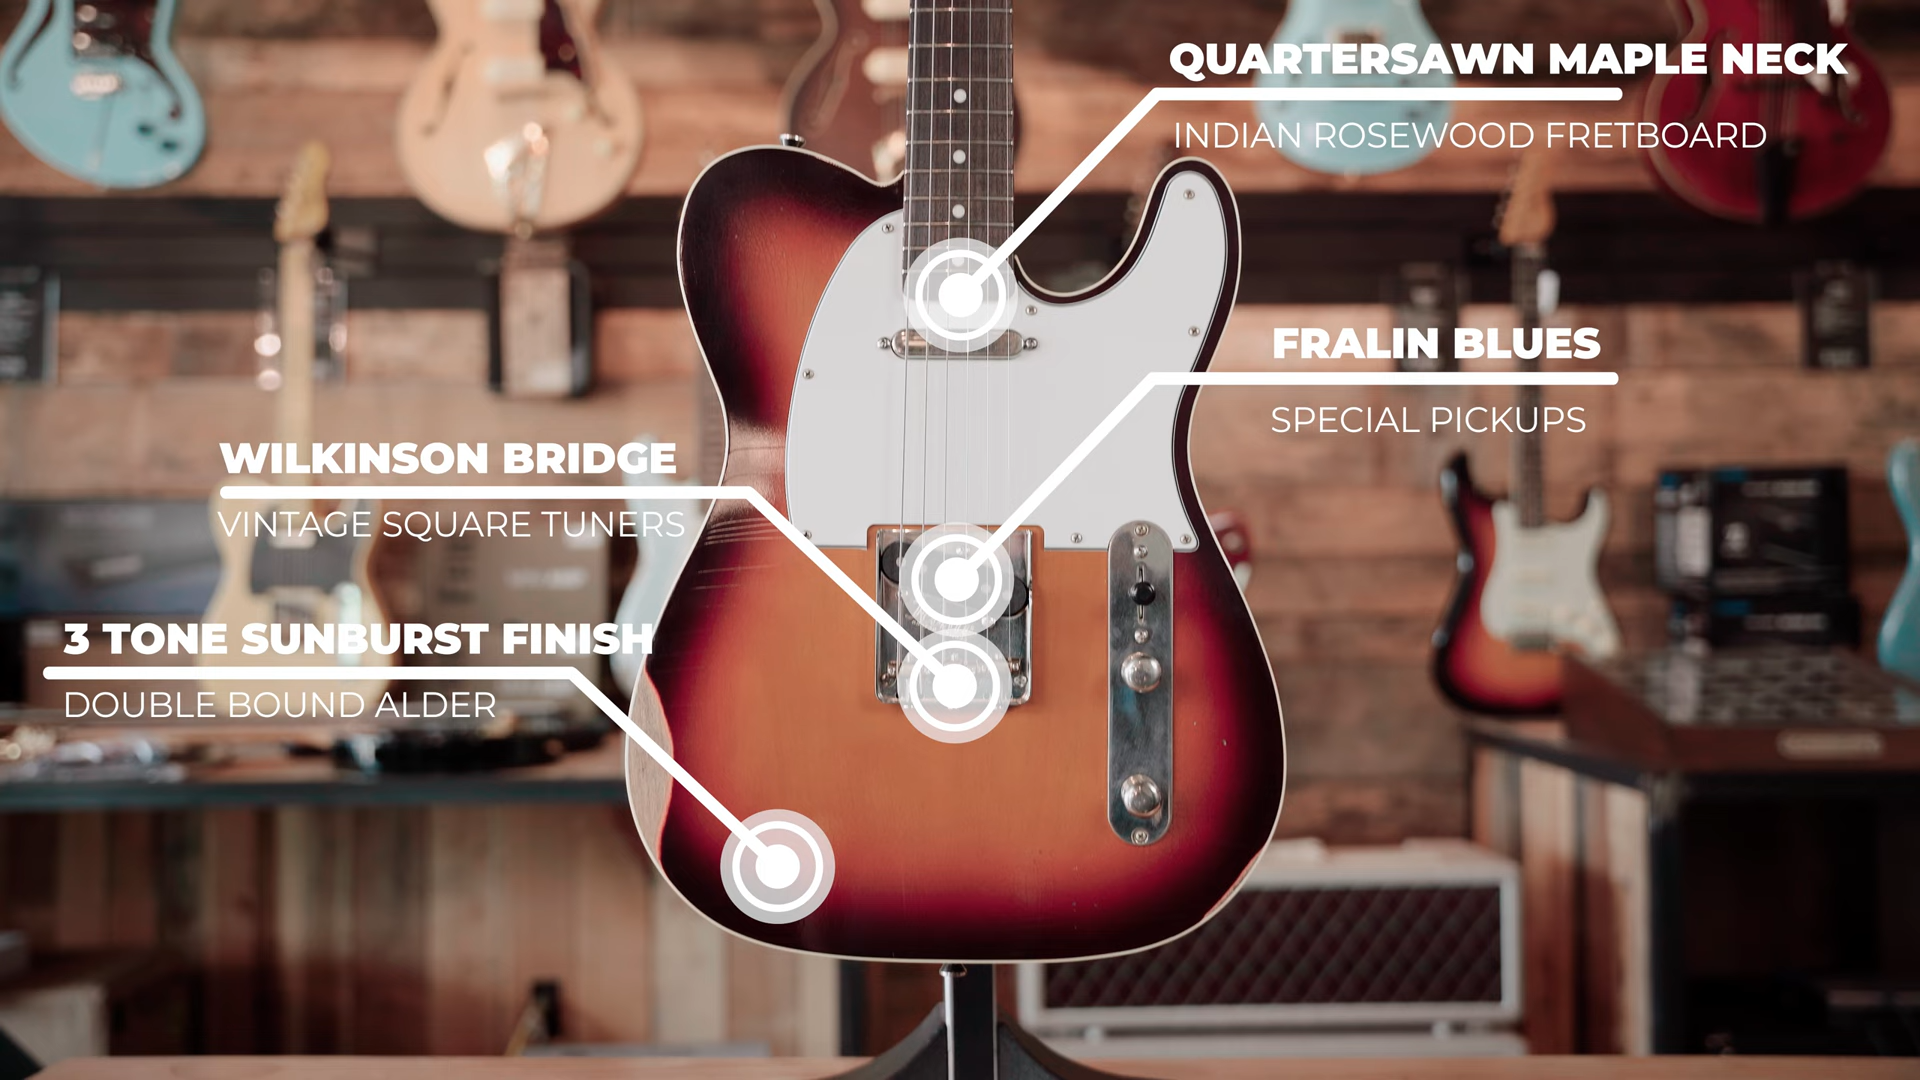 QUARTERSAWN MAPLE NECK
INDIAN ROSEWOOD FRETBOARD
FRALIN BLUES
SPECIAL PICKUPS
WILKINSON BRIDGE
VINTAGE SQUARE TUNERS
3 TONE SUNBURST FINISH
DOUBLE BOUND ALDER